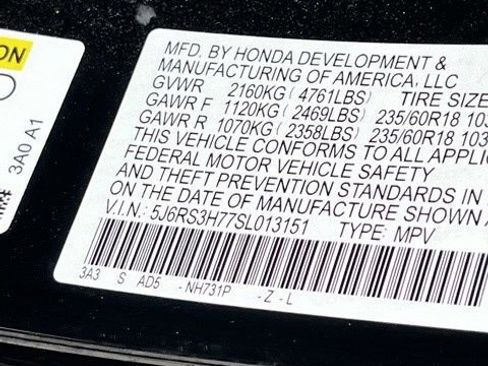 ON
3A0 A1
MFD. BY HONDA DEVELOPMENT &
MANUFACTURING OF AMERICA, LLC
GVWR 2160KG ( 4761LBS) TIRE SIZE
GAWR F 1120KG ( 2469LBS) 235/60R18 103
GAWR R 1070KG ( 2358LBS) 235/60R18 103
THIS VEHICLE CONFORMS TO ALL APPLIC
FEDERAL MOTOR VEHICLE SAFETY
AND THEFT PREVENTION STANDARDS IN
ON THE DATE OF MANUFACTURE SHOWN A
V.I.N.: 5J6RS3H77SL013151 TYPE: MPV
3A3 S AD5 - NH731P - Z - L